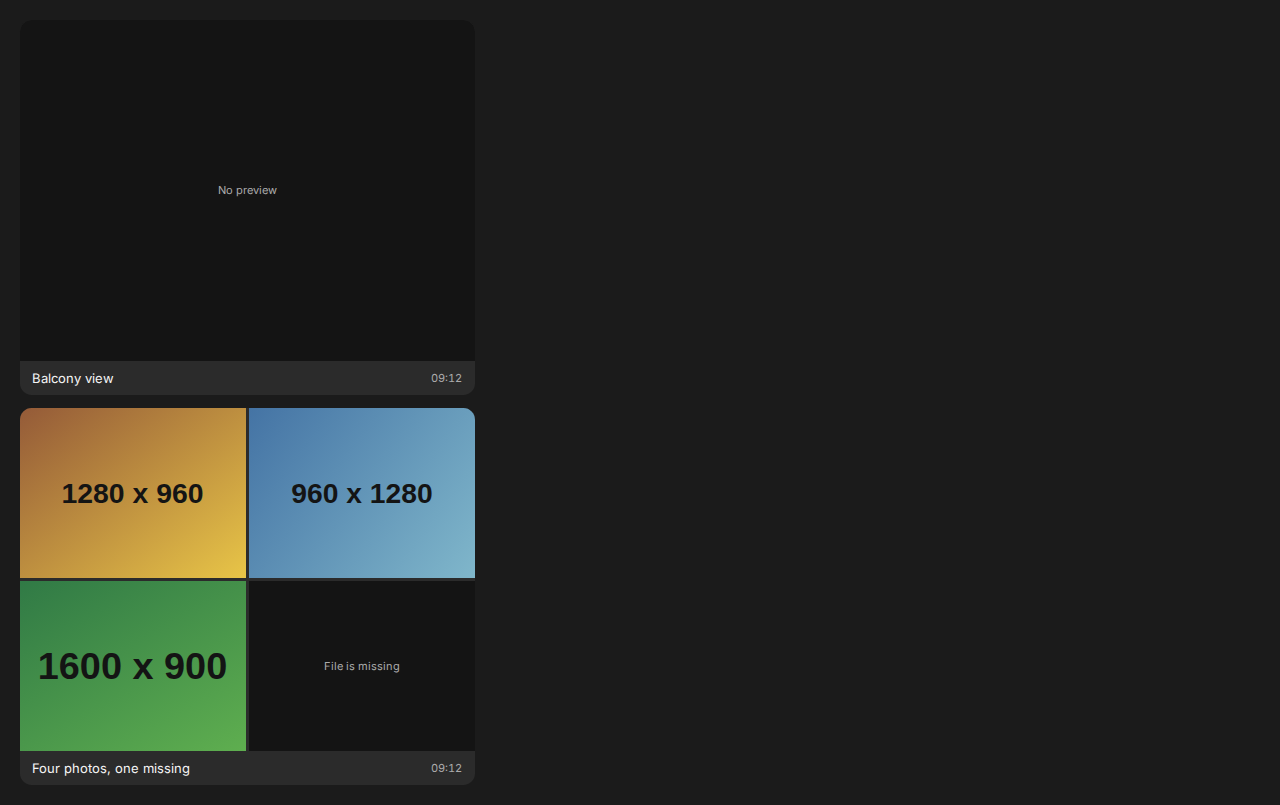 No preview
Balcony view 09:12
1280 x 960 960 x 1280
1600 x 900 File is missing
Four photos, one missing 09:12